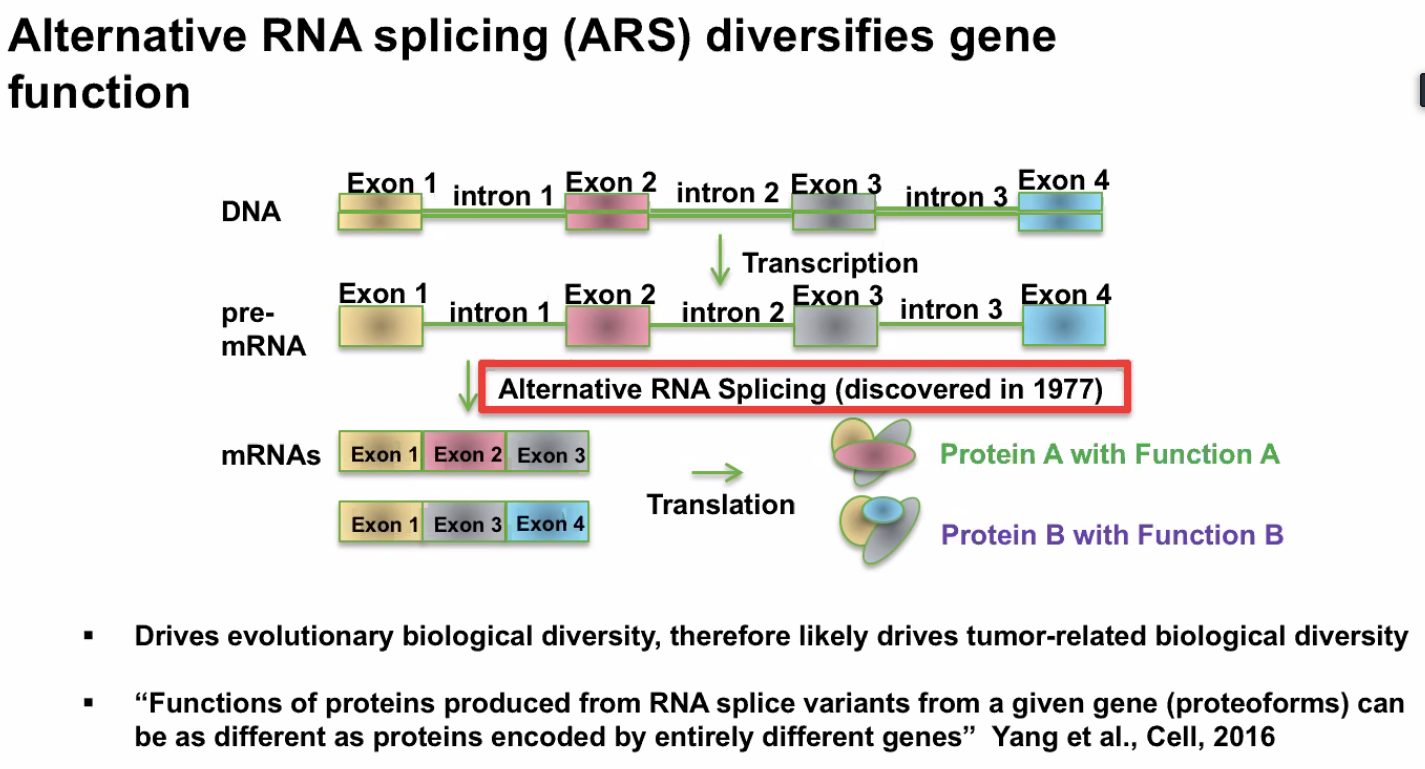 Alternative RNA splicing (ARS) diversifies gene
function
Exon 1 intron 1 Exon 2 intron 2 Exon 3 intron 3 Exon 4
DNA
Transcription
Exon 1 intron 1 Exon 2 intron 2 Exon 3 intron 3 Exon 4
pre-
mRNA
Alternative RNA Splicing (discovered in 1977)
mRNAs Exon 1 Exon 2 Exon 3
Protein A with Function A
Translation
Exon 1 Exon 3 Exon 4
Protein B with Function B
▪ Drives evolutionary biological diversity, therefore likely drives tumor-related biological diversity
▪ “Functions of proteins produced from RNA splice variants from a given gene (proteoforms) can
be as different as proteins encoded by entirely different genes” Yang et al., Cell, 2016